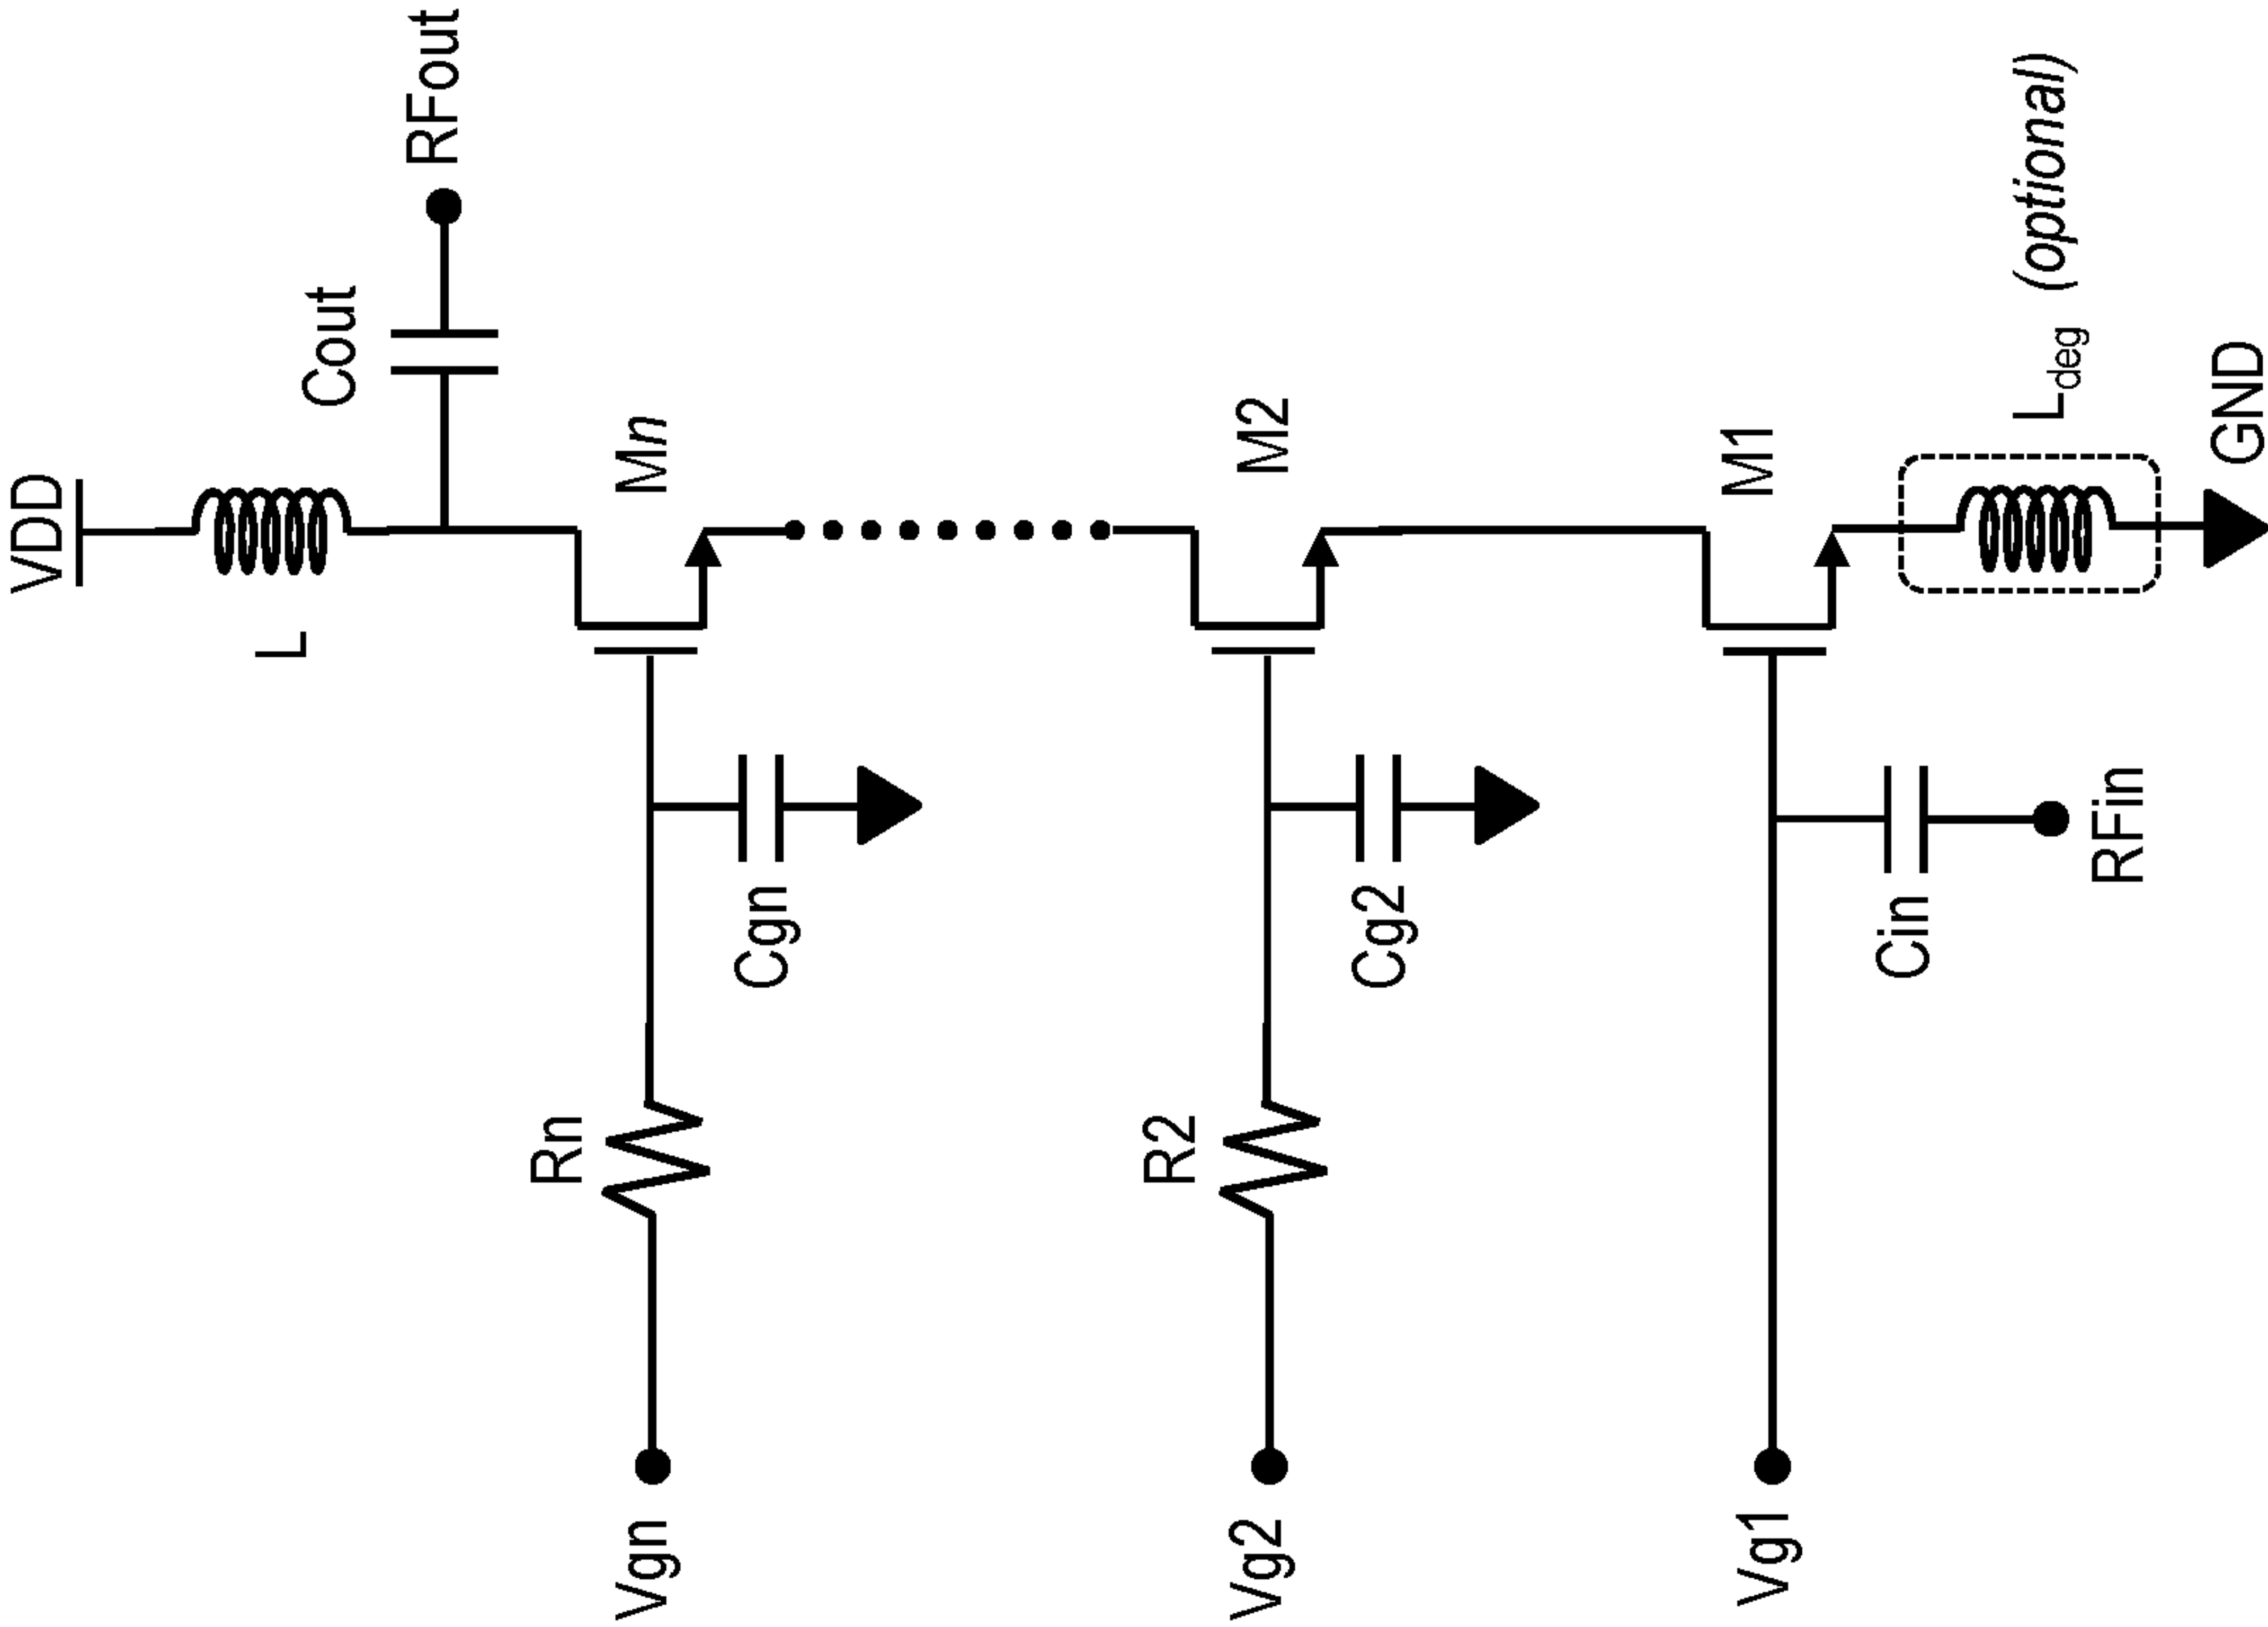 VDD
L
Cout
RFout
Mn
Rn
Cgn
Vgn
M2
R2
Cg2
Vg2
M1
Vg1
Cin
RFin
Ldeg (optional)
GND